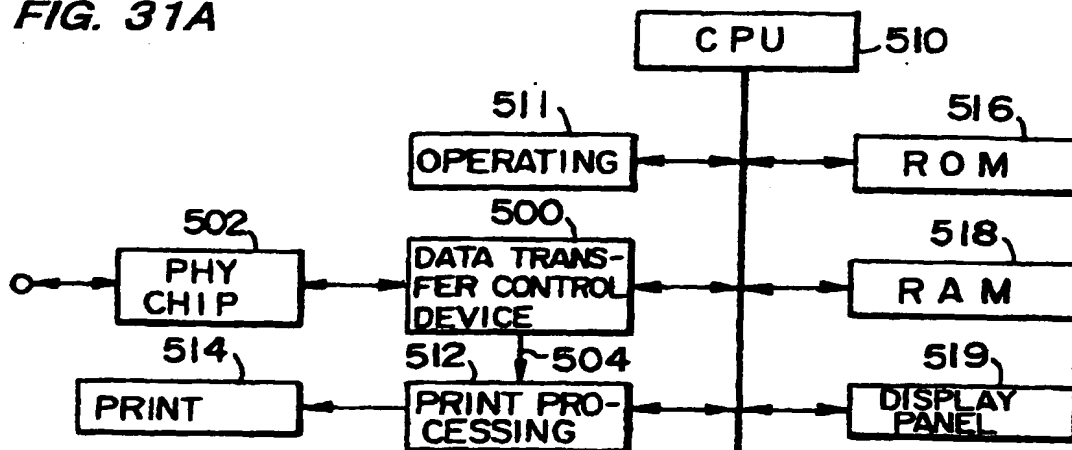 FIG. 31A
CPU
510
511
OPERATING
516
ROM
502
PHY
CHIP
500
DATA TRANS-
FER CONTROL
DEVICE
518
RAM
514
PRINT
512
504
PRINT PRO-
CESSING
519
DISPLAY
PANEL